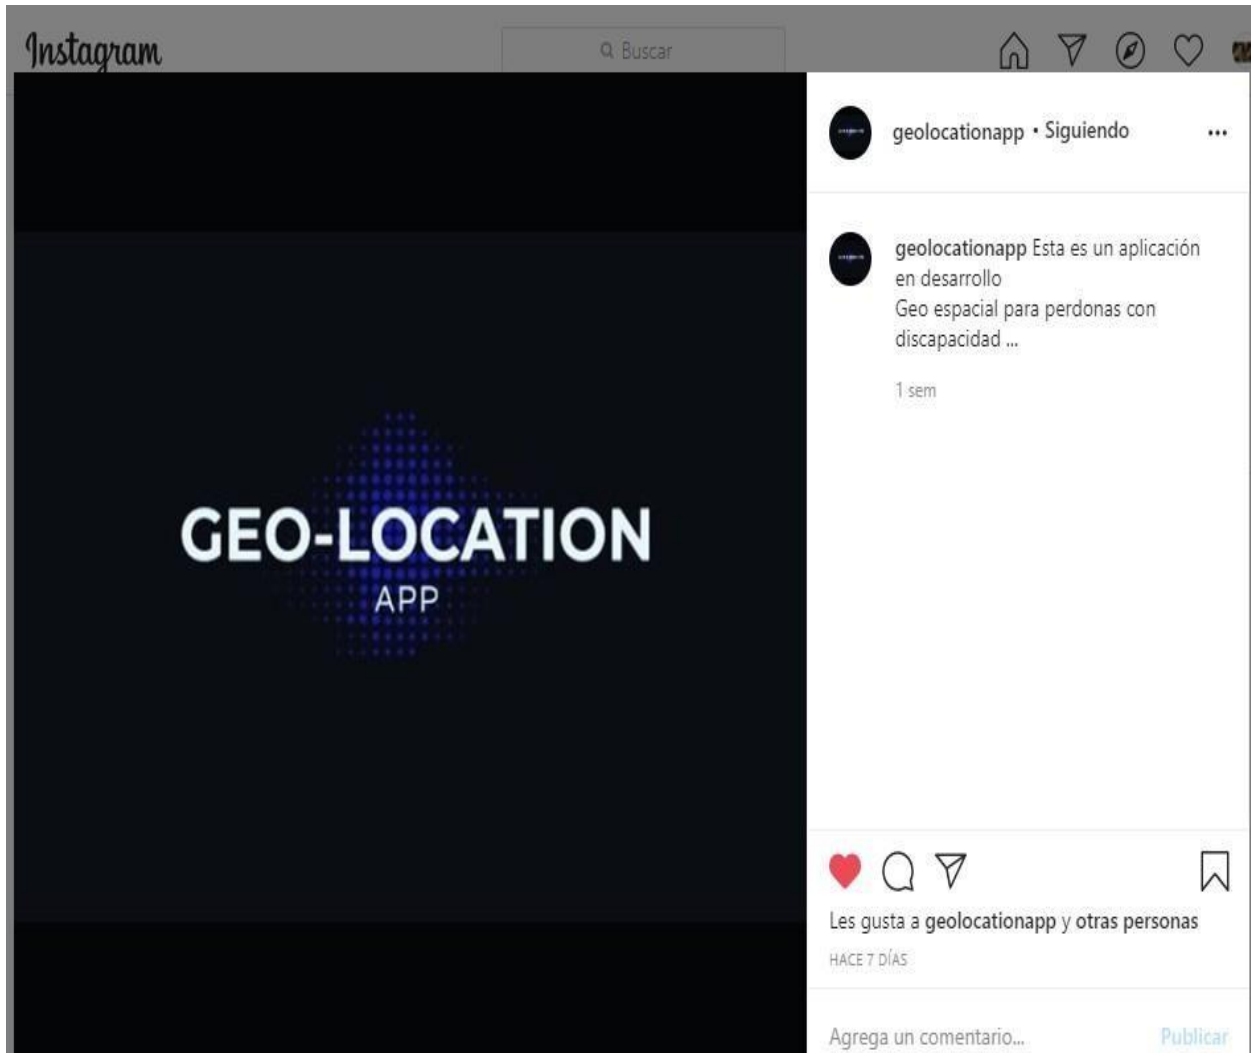 Instagram
Buscar
geolocationapp • Siguiendo
geolocationapp Esta es un aplicación
en desarrollo
Geo espacial para perdonas con
discapacidad ...
1 sem
GEO-LOCATION
APP
Les gusta a geolocationapp y otras personas
HACE 7 DÍAS
Agrega un comentario...
Publicar